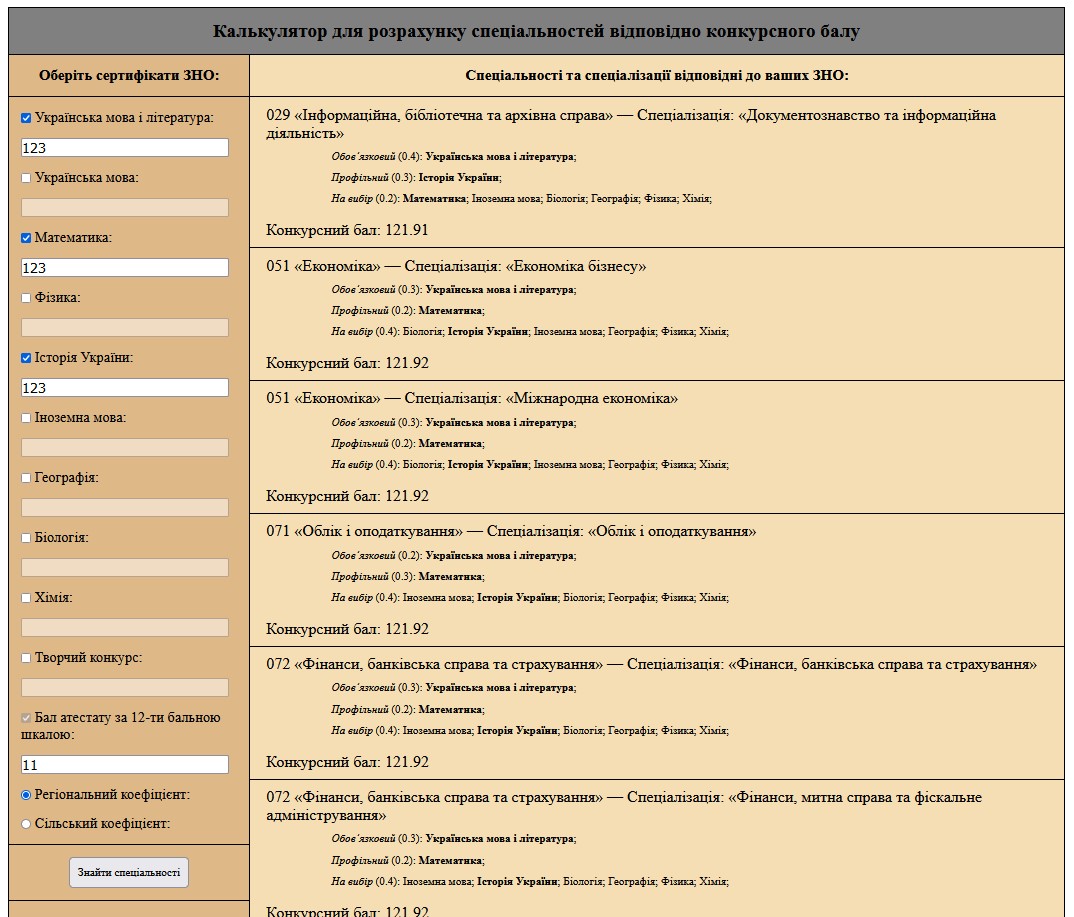 Калькулятор для розрахунку спеціальностей відповідно конкурсного балу
Оберіть сертифікати ЗНО:
Українська мова і література:
123
Українська мова:
Математика:
123
Фізика:
Історія України:
123
Іноземна мова:
Географія:
Біологія:
Хімія:
Творчий конкурс:
Бал атестату за 12-ти бальною
шкалою:
11
Регіональний коефіцієнт:
Сільський коефіцієнт:
Знайти спеціальності
Спеціальності та спеціалізації відповідні до ваших ЗНО:
029 «Інформаційна, бібліотечна та архівна справа» — Спеціалізація: «Документознавство та інформаційна
діяльність»
Обов'язковий (0.4): Українська мова і література;
Профільний (0.3): Історія України;
На вибір (0.2): Математика; Іноземна мова; Біологія; Географія; Фізика; Хімія;
Конкурсний бал: 121.91
051 «Економіка» — Спеціалізація: «Економіка бізнесу»
Обов'язковий (0.3): Українська мова і література;
Профільний (0.2): Математика;
На вибір (0.4): Біологія; Історія України; Іноземна мова; Географія; Фізика; Хімія;
Конкурсний бал: 121.92
051 «Економіка» — Спеціалізація: «Міжнародна економіка»
Обов'язковий (0.3): Українська мова і література;
Профільний (0.2): Математика;
На вибір (0.4): Біологія; Історія України; Іноземна мова; Географія; Фізика; Хімія;
Конкурсний бал: 121.92
071 «Облік і оподаткування» — Спеціалізація: «Облік і оподаткування»
Обов'язковий (0.2): Українська мова і література;
Профільний (0.3): Математика;
На вибір (0.4): Іноземна мова; Історія України; Біологія; Географія; Фізика; Хімія;
Конкурсний бал: 121.92
072 «Фінанси, банківська справа та страхування» — Спеціалізація: «Фінанси, банківська справа та страхування»
Обов'язковий (0.3): Українська мова і література;
Профільний (0.2): Математика;
На вибір (0.4): Іноземна мова; Історія України; Біологія; Географія; Фізика; Хімія;
Конкурсний бал: 121.92
072 «Фінанси, банківська справа та страхування» — Спеціалізація: «Фінанси, митна справа та фіскальне
адміністрування»
Обов'язковий (0.3): Українська мова і література;
Профільний (0.2): Математика;
На вибір (0.4): Іноземна мова; Історія України; Біологія; Географія; Фізика; Хімія;
Конкурсний бал: 121.92